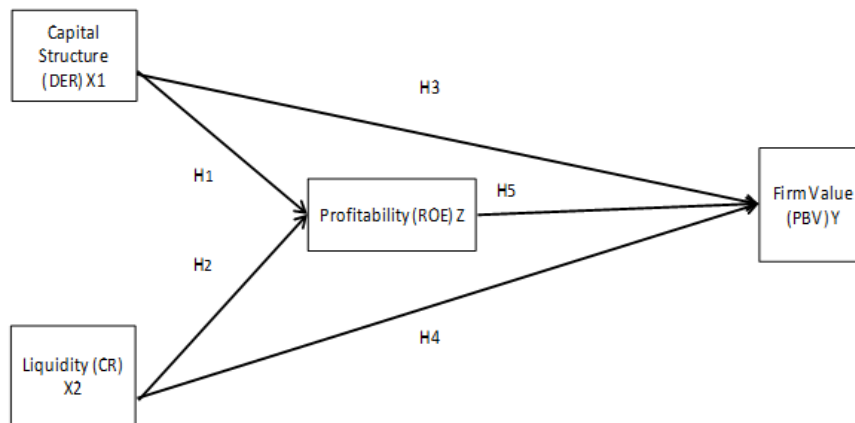 Capital
Structure
(DER) X1
H3
H1
Profitability (ROE) Z
H5
Firm Value
(PBV) Y
H2
H4
Liquidity (CR)
X2